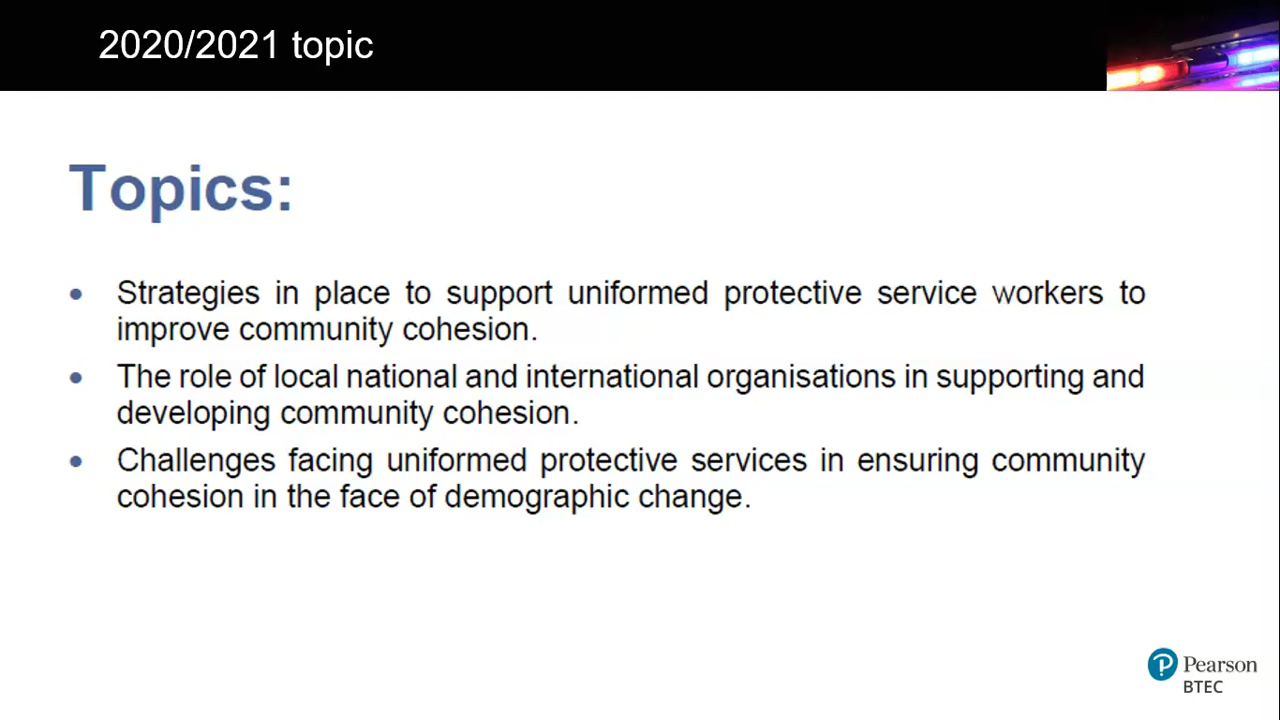 2020/2021 topic
Topics:
• Strategies in place to support uniformed protective service workers to
improve community cohesion.
• The role of local national and international organisations in supporting and
developing community cohesion.
• Challenges facing uniformed protective services in ensuring community
cohesion in the face of demographic change.
Pearson
BTEC